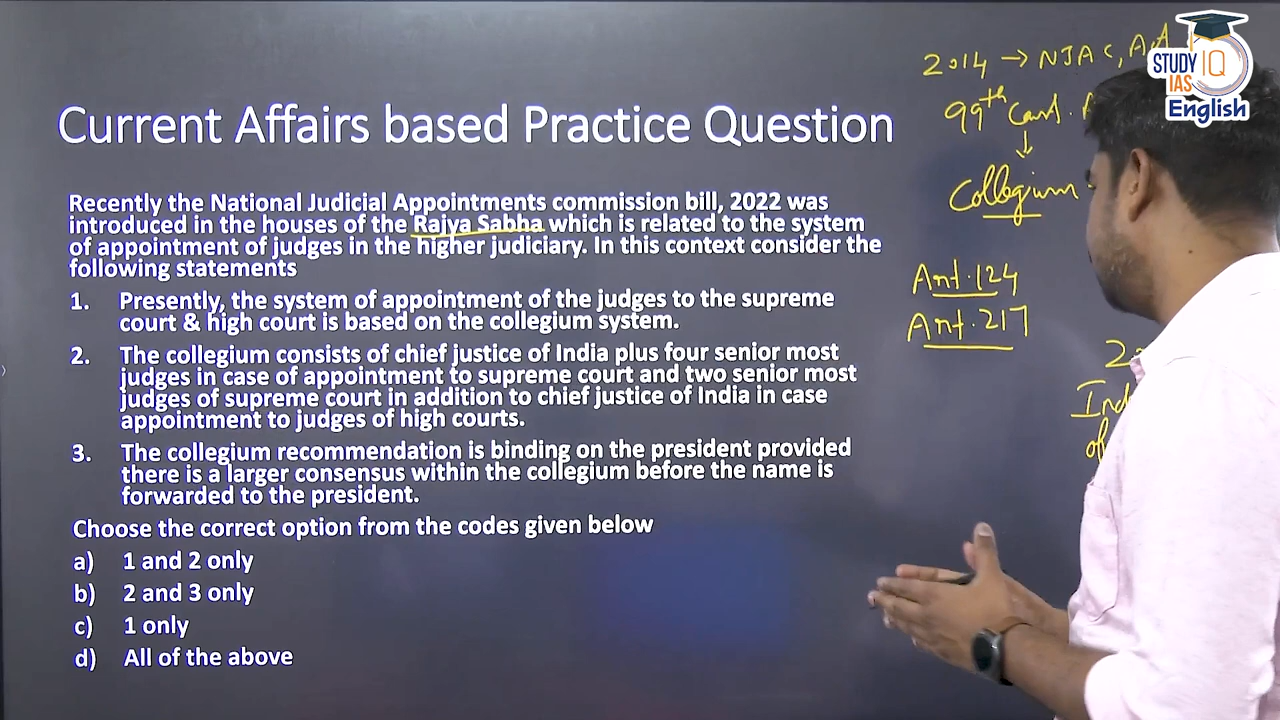 Current Affairs based Practice Question
Recently the National Judicial Appointments commission bill, 2022 was
introduced in the houses of the Rajya Sabha which is related to the system
of appointment of judges in the higher judiciary. In this context consider the
following statements
1. Presently, the system of appointment of the judges to the supreme
court & high court is based on the collegium system.
2. The collegium consists of chief justice of India plus four senior most
judges in case of appointment to supreme court and two senior most
judges of supreme court in addition to chief justice of India in case
appointment to judges of high courts.
3. The collegium recommendation is binding on the president provided
there is a larger consensus within the collegium before the name is
forwarded to the president.
Choose the correct option from the codes given below
a) 1 and 2 only
b) 2 and 3 only
c) 1 only
d) All of the above
2014 → NJAC, Act
99th Const.
↓
Collegium
Art. 124
Art. 217
STUDY IQ
IAS
English